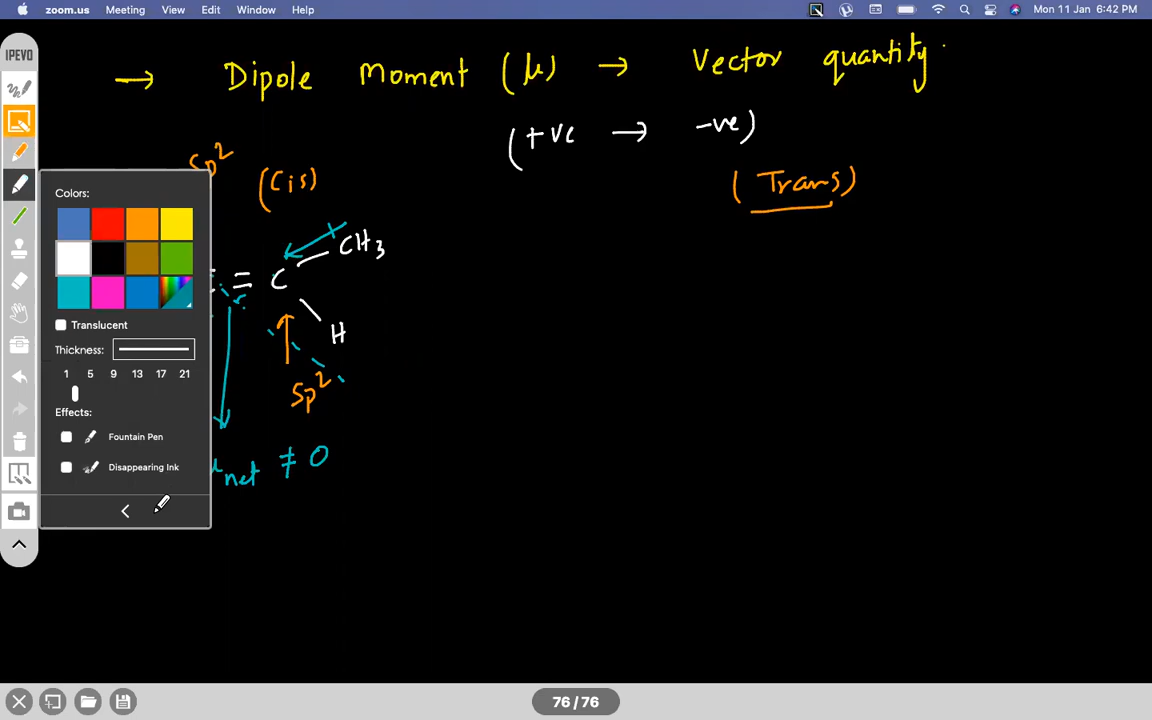 zoom.us Meeting View Edit Window Help Mon 11 Jan 6:42 PM
IPEVO
→ Dipole Moment (μ) → Vector quantity
(+ve → -ve)
Sp²
(Cis)
(Trans)
Colors:
CH3
= C
H
Translucent
Thickness:
1 5 9 13 17 21
Sp²
Effects:
Fountain Pen
Disappearing Ink
net ≠ 0
76 / 76